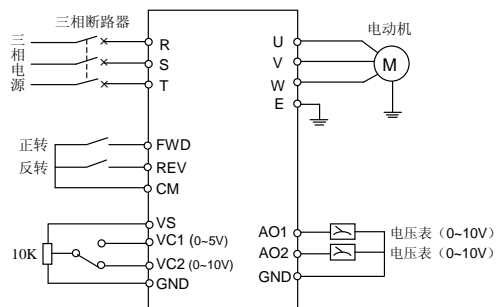 三相断路器
三相电源
R
S
T
U
V
W
E
电动机
M
正转
反转
FWD
REV
CM
10K
VS
VC1 (0~5V)
VC2 (0~10V)
GND
AO1
AO2
GND
电压表（0~10V）
电压表（0~10V）